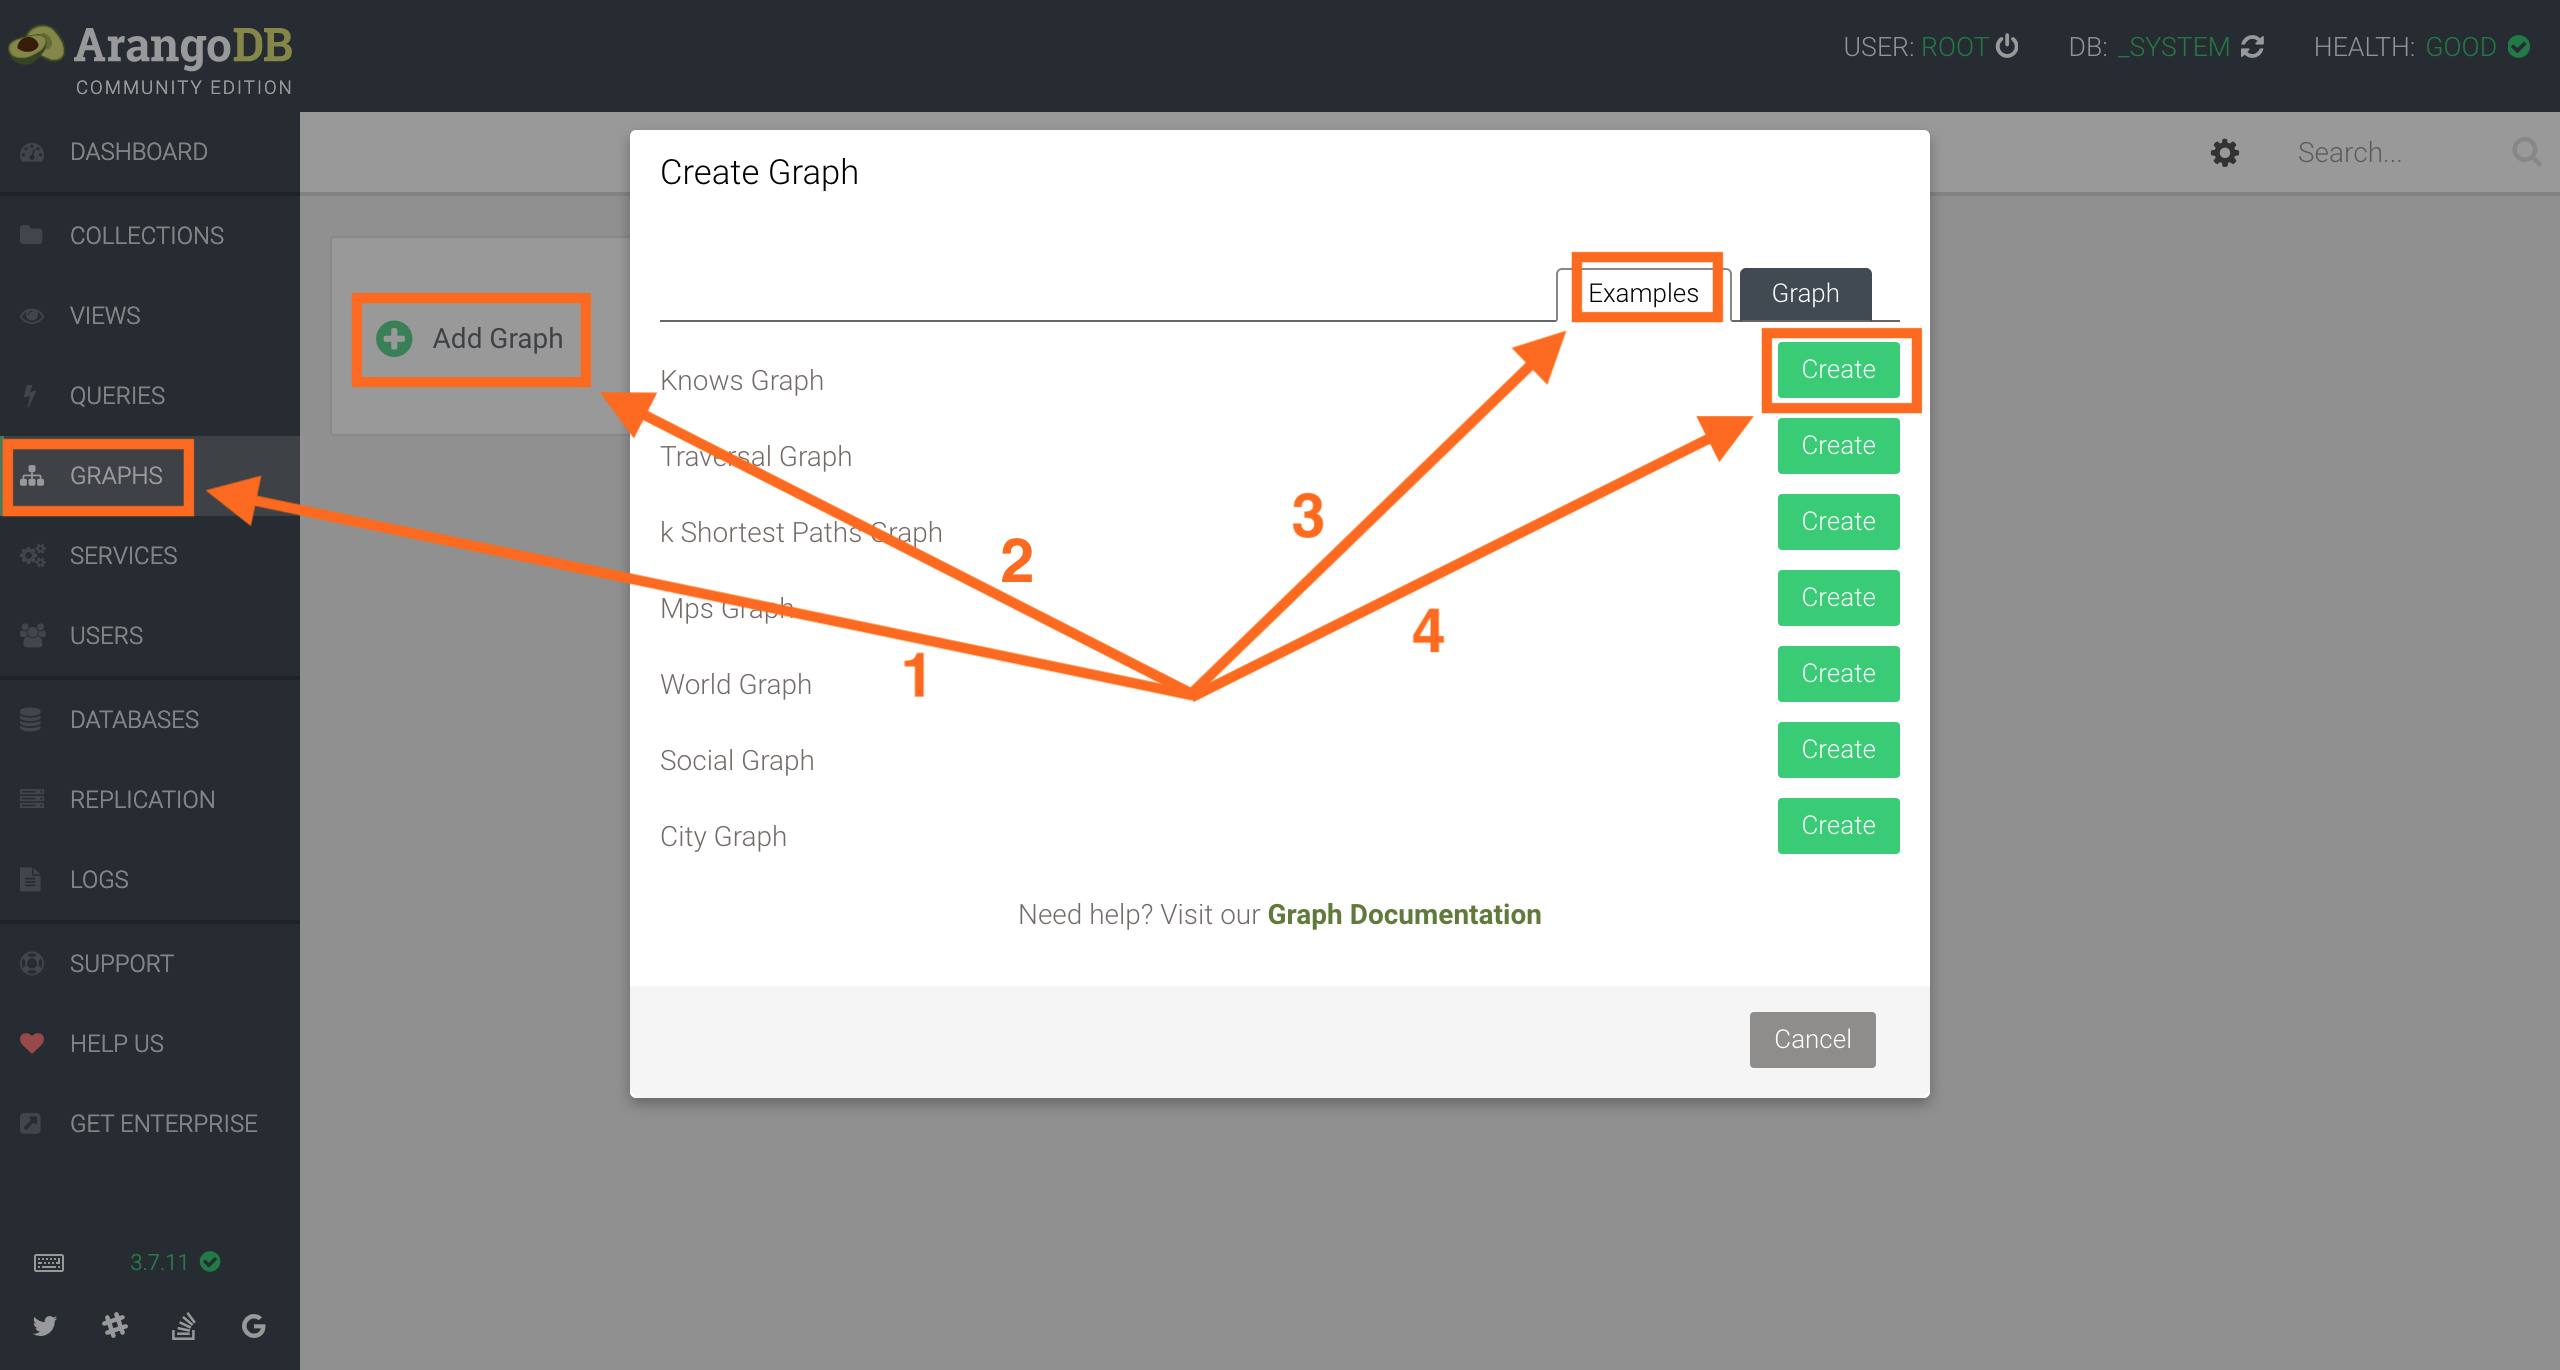 ArangoDB
COMMUNITY EDITION
USER: ROOT
DB: _SYSTEM
HEALTH: GOOD
DASHBOARD
COLLECTIONS
VIEWS
QUERIES
GRAPHS
SERVICES
USERS
DATABASES
REPLICATION
LOGS
SUPPORT
HELP US
GET ENTERPRISE
3.7.11
Search...
Add Graph
Create Graph
Examples
Graph
Knows Graph Create
Traversal Graph Create
k Shortest Paths Graph Create
Mps Graph Create
World Graph Create
Social Graph Create
City Graph Create
Need help? Visit our Graph Documentation
Cancel
1
2
3
4